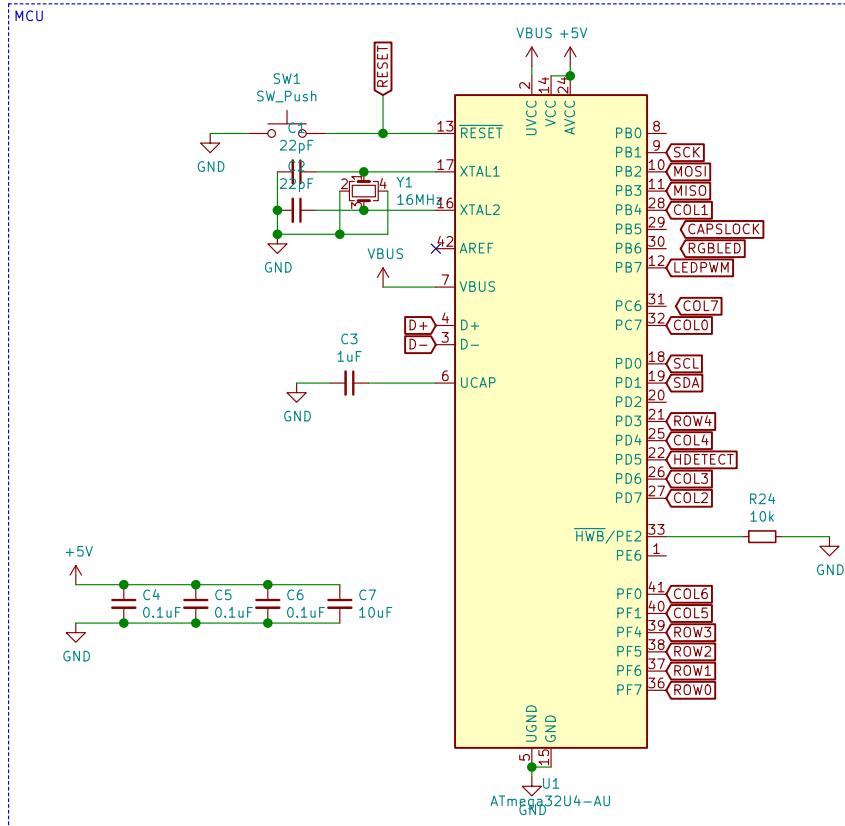 MCU
VBUS +5V
RESET
SW1
SW_Push
GND
C1
22pF
C2
22pF
2
1
4
3
Y1
16MHz
GND
VBUS
D+
D-
C3
1uF
GND
13 RESET
17 XTAL1
16 XTAL2
42 AREF
7 VBUS
4 D+
3 D-
6 UCAP
2 UVCC
14 VCC
24 AVCC
PB0 8
PB1 9 SCK
PB2 10 MOSI
PB3 11 MISO
PB4 28 COL1
PB5 29 CAPSLOCK
PB6 30 RGBLED
PB7 12 LEDPWM
PC6 31 COL7
PC7 32 COL0
PD0 18 SCL
PD1 19 SDA
PD2 20
PD3 21 ROW4
PD4 25 COL4
PD5 22 HDETECT
PD6 26 COL3
PD7 27 COL2
HWB/PE2 33
PE6 1
R24
10k
GND
PF0 41 COL6
PF1 40 COL5
PF4 39 ROW3
PF5 38 ROW2
PF6 37 ROW1
PF7 36 ROW0
+5V
C4
0.1uF
C5
0.1uF
C6
0.1uF
C7
10uF
GND
UGND 5
GND 15
U1
ATmega32U4-AU
GND